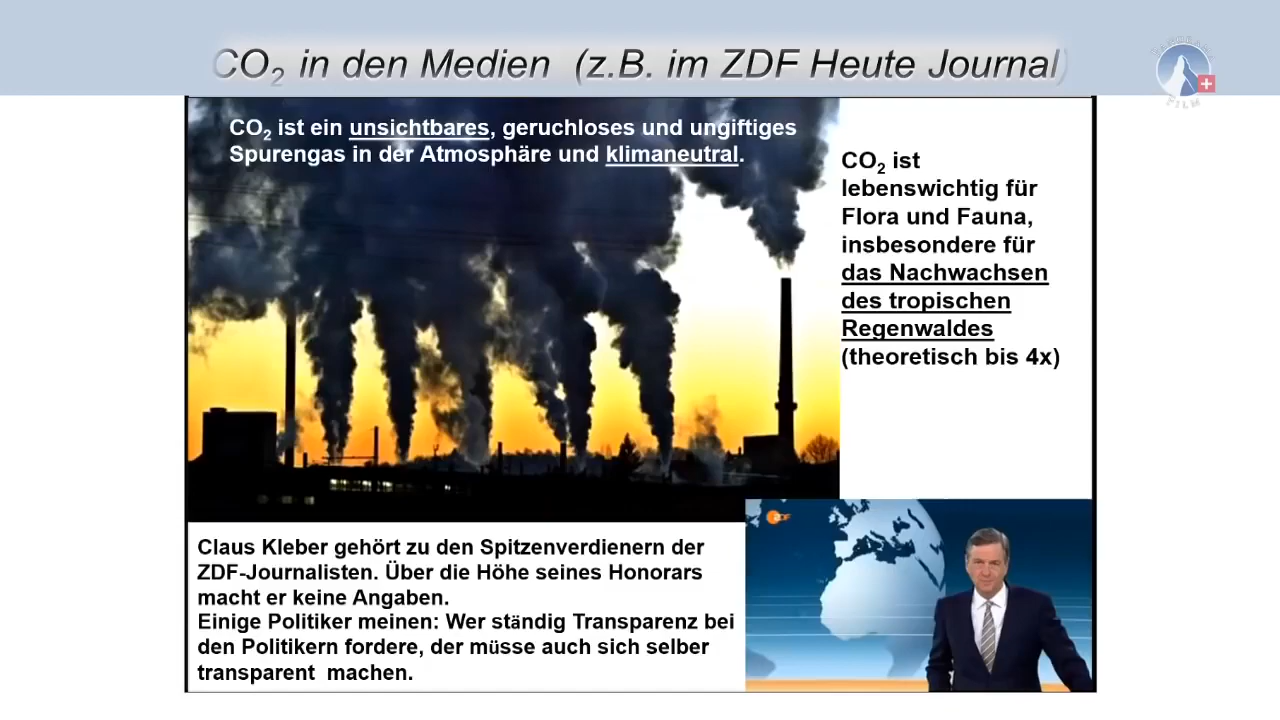 CO₂ in den Medien (z.B. im ZDF Heute Journal)
CO₂ ist ein unsichtbares, geruchloses und ungiftiges
Spurengas in der Atmosphäre und klimaneutral.
CO₂ ist
lebenswichtig für
Flora und Fauna,
insbesondere für
das Nachwachsen
des tropischen
Regenwaldes
(theoretisch bis 4x)
Claus Kleber gehört zu den Spitzenverdienern der
ZDF-Journalisten. Über die Höhe seines Honorars
macht er keine Angaben.
Einige Politiker meinen: Wer ständig Transparenz bei
den Politikern fordere, der müsse auch sich selber
transparent machen.
ZDF
FILM